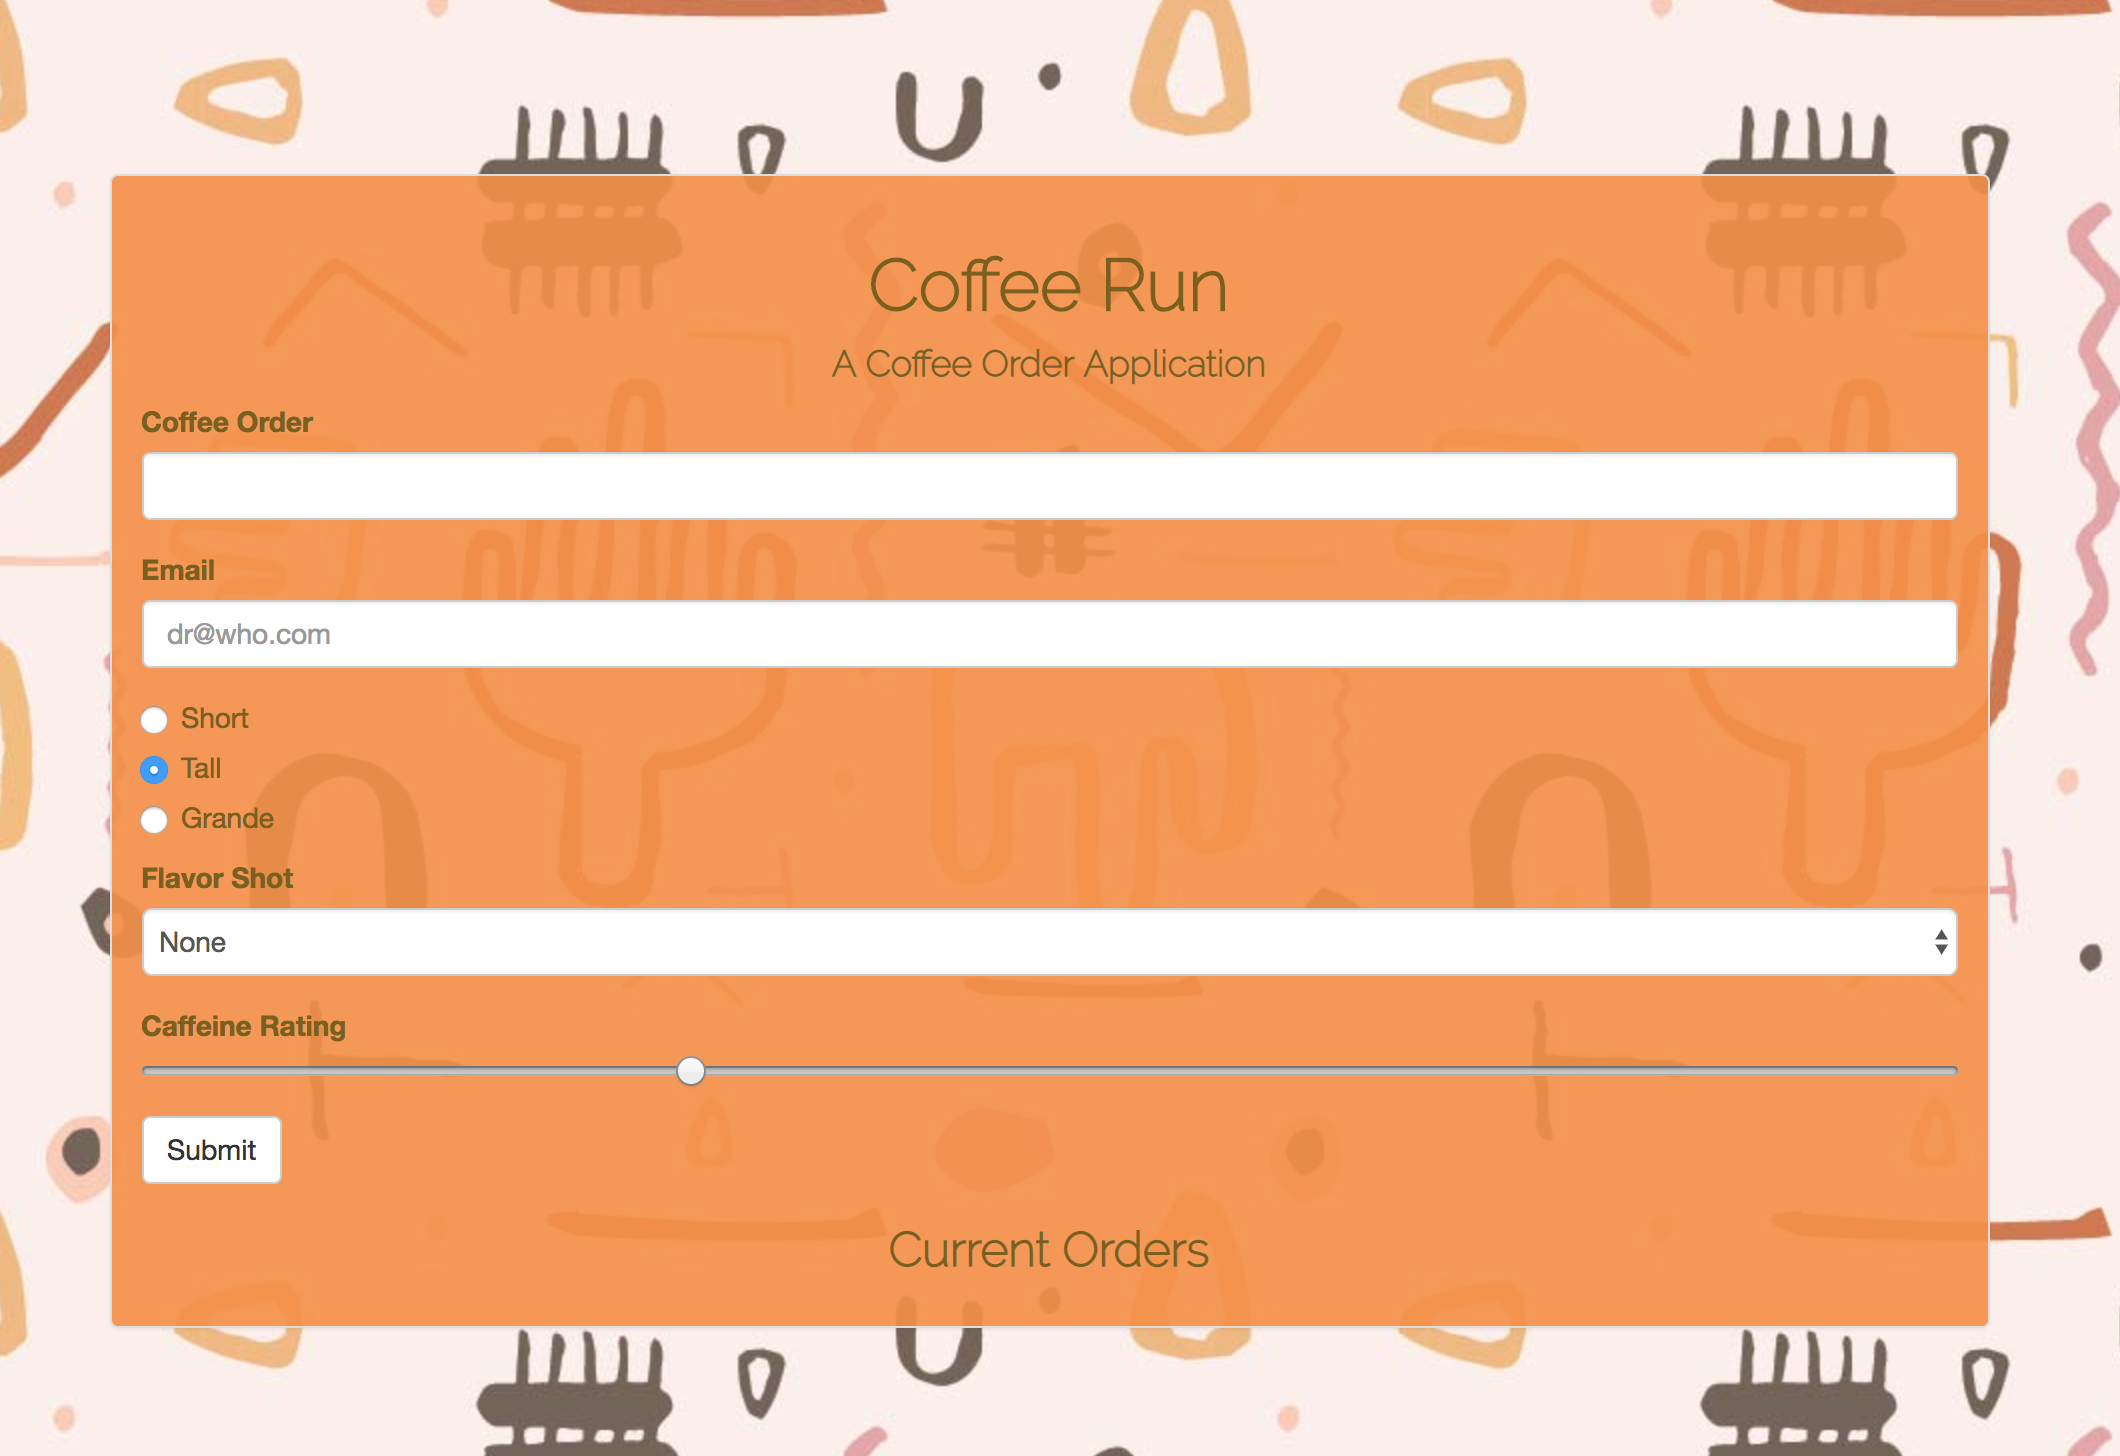 Coffee Run
A Coffee Order Application
Coffee Order
Email
dr@who.com
Short
Tall
Grande
Flavor Shot
None
Caffeine Rating
Submit
Current Orders